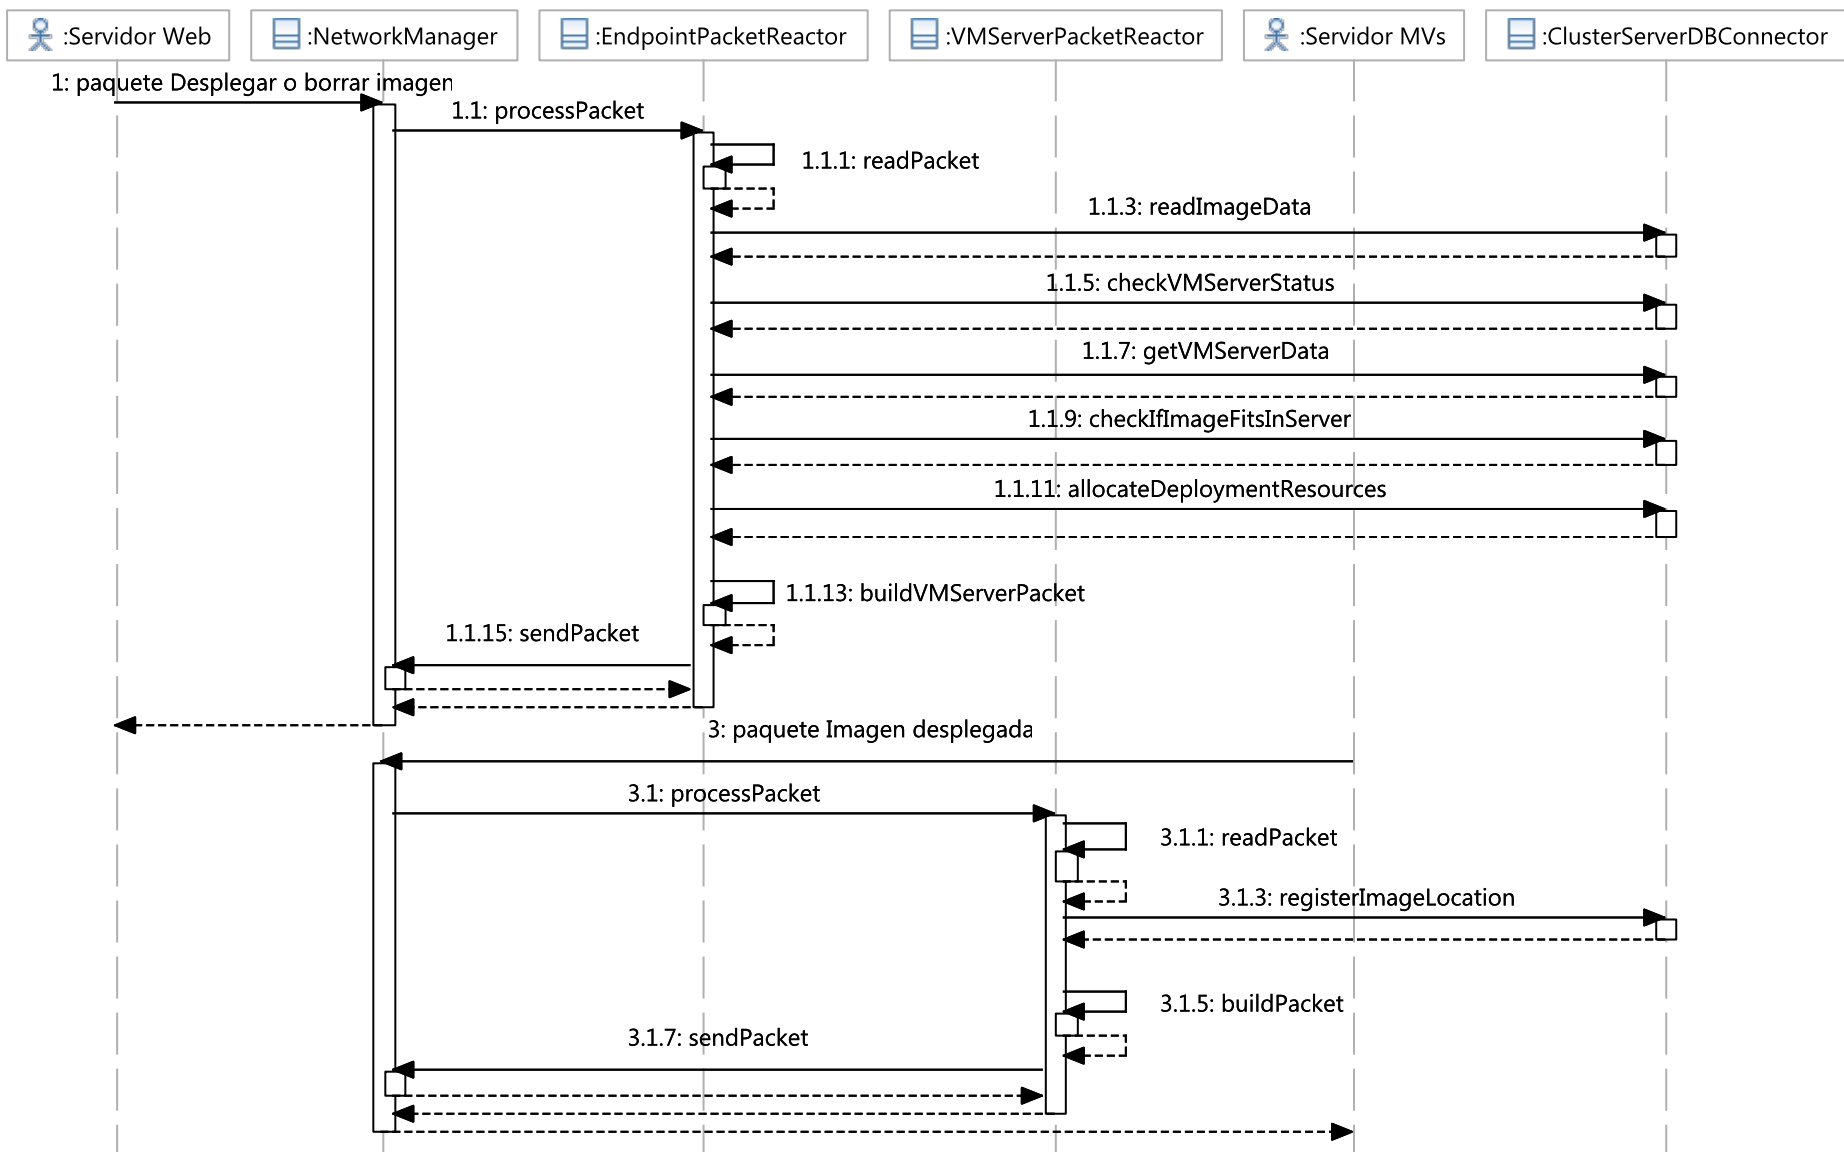 :Servidor Web
:NetworkManager
:EndpointPacketReactor
:VMServerPacketReactor
:Servidor MVs
:ClusterServerDBConnector
1: paquete Desplegar o borrar imagen
1.1: processPacket
1.1.1: readPacket
1.1.3: readImageData
1.1.5: checkVMServerStatus
1.1.7: getVMServerData
1.1.9: checkIfImageFitsInServer
1.1.11: allocateDeploymentResources
1.1.13: buildVMServerPacket
1.1.15: sendPacket
3: paquete Imagen desplegada
3.1: processPacket
3.1.1: readPacket
3.1.3: registerImageLocation
3.1.5: buildPacket
3.1.7: sendPacket